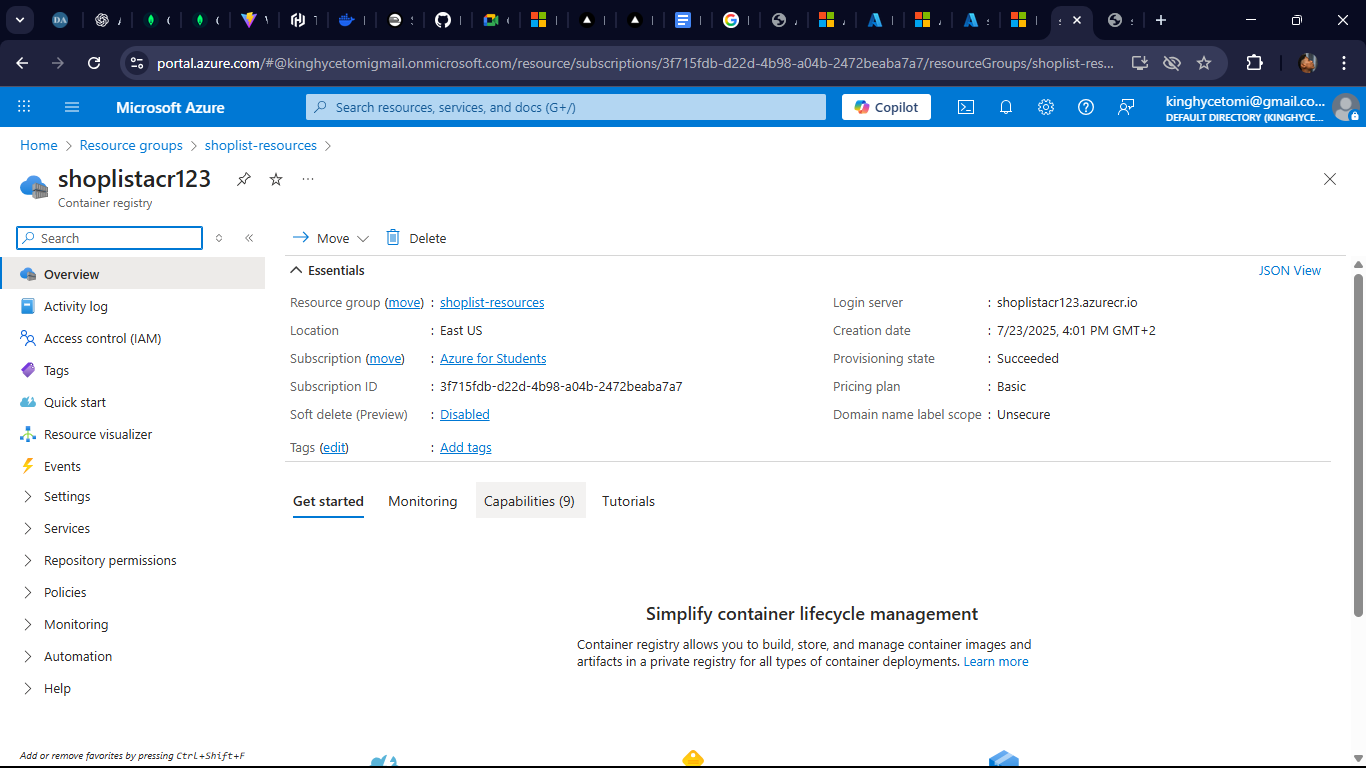 portal.azure.com/#@kinghycetomigmail.onmicrosoft.com/resource/subscriptions/3f715fdb-d22d-4b98-a04b-2472beaba7a7/resourceGroups/shoplist-res...
Microsoft Azure
Search resources, services, and docs (G+/)
Copilot
kinghycetomi@gmail.co...
DEFAULT DIRECTORY (KINGHYCE...
Home > Resource groups > shoplist-resources >
shoplistacr123
Container registry
Search
Move
Delete
Overview
Activity log
Access control (IAM)
Tags
Quick start
Resource visualizer
Events
Settings
Services
Repository permissions
Policies
Monitoring
Automation
Help
Add or remove favorites by pressing Ctrl+Shift+F
Essentials
JSON View
Resource group (move) : shoplist-resources
Location : East US
Subscription (move) : Azure for Students
Subscription ID : 3f715fdb-d22d-4b98-a04b-2472beaba7a7
Soft delete (Preview) : Disabled
Login server : shoplistacr123.azurecr.io
Creation date : 7/23/2025, 4:01 PM GMT+2
Provisioning state : Succeeded
Pricing plan : Basic
Domain name label scope : Unsecure
Tags (edit) : Add tags
Get started
Monitoring
Capabilities (9)
Tutorials
Simplify container lifecycle management
Container registry allows you to build, store, and manage container images and
artifacts in a private registry for all types of container deployments. Learn more